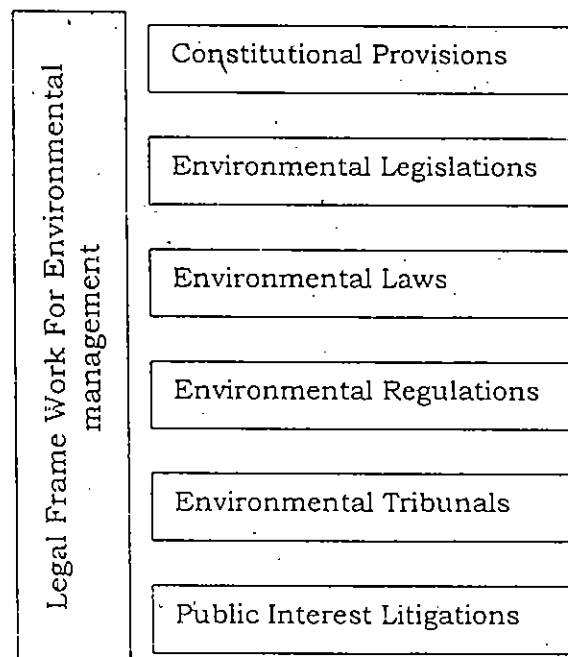 Legal Frame Work For Environmental
management
Constitutional Provisions
Environmental Legislations
Environmental Laws
Environmental Regulations
Environmental Tribunals
Public Interest Litigations